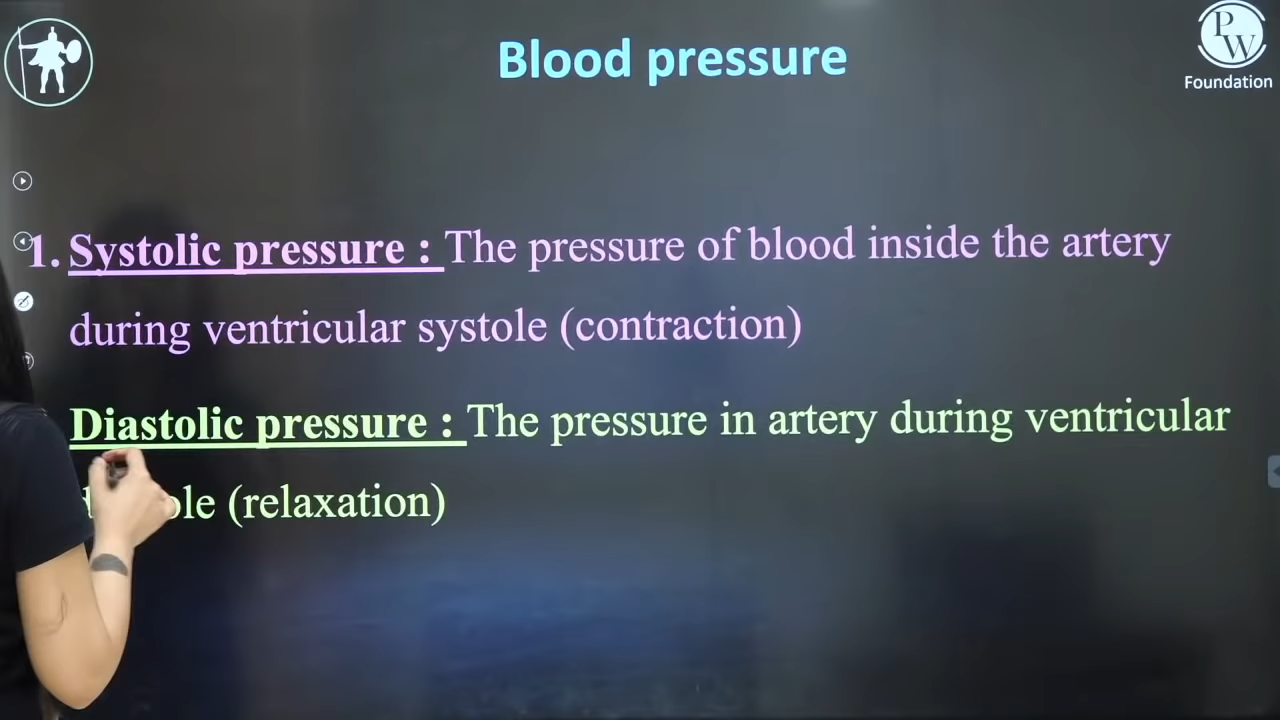 Blood pressure
PW
Foundation
1. Systolic pressure : The pressure of blood inside the artery
during ventricular systole (contraction)
Diastolic pressure : The pressure in artery during ventricular
(relaxation)